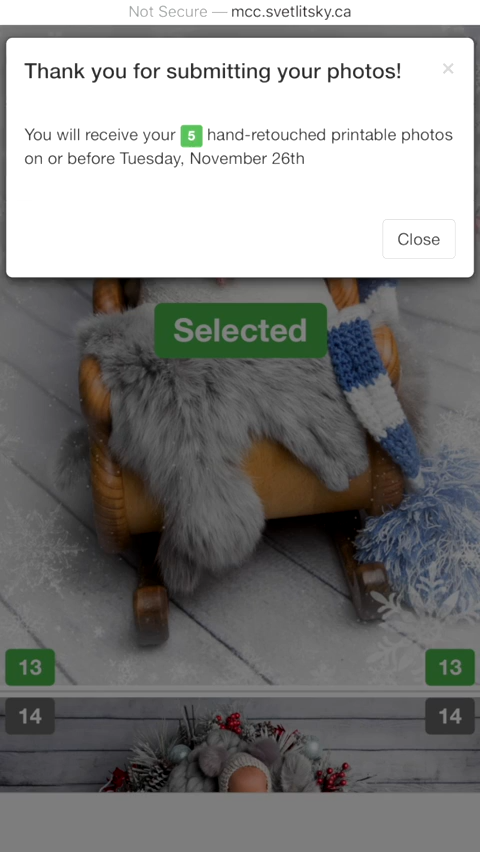 Not Secure — mcc.svetlitsky.ca
Thank you for submitting your photos! ×
You will receive your 5 hand-retouched printable photos
on or before Tuesday, November 26th
Close
Selected
13 13
14 14